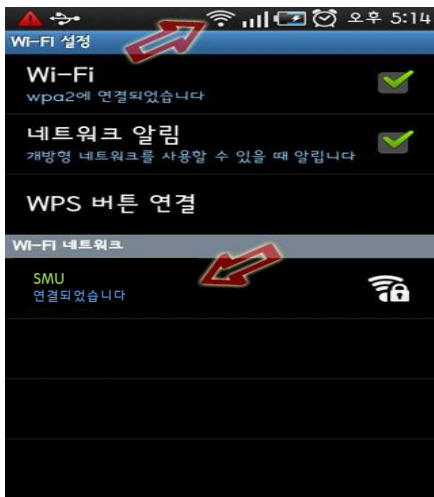 오후 5:14
Wi-Fi 설정
Wi-Fi
wpa2에 연결되었습니다
네트워크 알림
개방형 네트워크를 사용할 수 있을 때 알립니다
WPS 버튼 연결
Wi-Fi 네트워크
SMU
연결되었습니다